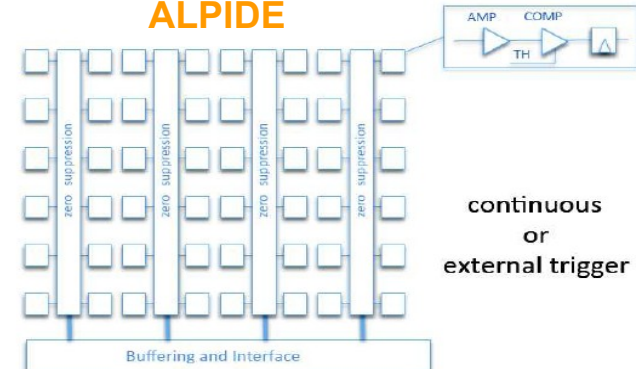 ALPIDE
AMP COMP
TH
zero suppression
zero suppression
zero suppression
zero suppression
continuous
or
external trigger
Buffering and Interface